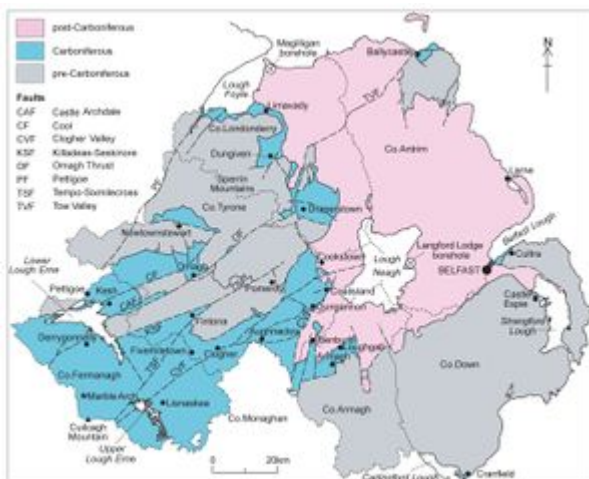 post-Carboniferous
Carboniferous
pre-Carboniferous
Faults
CAF Castle Archdale
CF Cool
CVF Clogher Valley
KSF Killadeas-Seskinore
OF Omagh Thrust
PF Pettigoe
TSF Tempo-Sixmilecross
TVF Tow Valley
Magilligan
borehole
Ballycastle
N
Lough
Foyle
Limavady
TVF
Co.Londonderry
Dungiven
Co.Antrim
Sperrin
Mountains
Larne
Co.Tyrone
Draperstown
Newtownstewart
Lower
Lough Erne
Cookstown
Lough
Neagh
Langford Lodge
borehole
Belfast Lough
BELFAST
Cultra
Omagh
Pettigoe
Kesh
CAF
Pomeroy
Coalisland
Dungannon
Castle
Espie
Strangford
Lough
Derrygonnelly
Fintona
Aughnacloy
Fivemiletown
Clogher
Benburb
Loughgall
Armagh
Co.Down
Co.Fermanagh
Marble Arch
Lisnaskea
Co.Monaghan
Co.Armagh
Cuilcagh
Mountain
Upper
Lough Erne
0 20km
Carlingford Lough
Cranfield